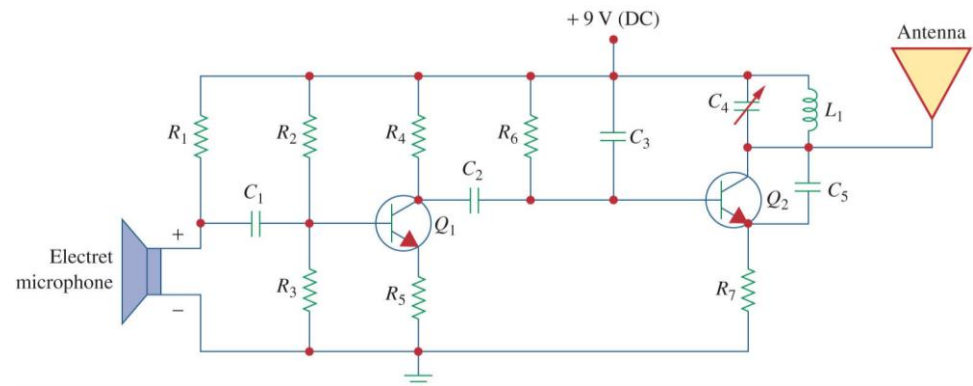 + 9 V (DC)
Antenna
C4
L1
R1
R2
R4
R6
C3
C2
C1
Q1
Q2
C5
+
Electret
microphone
−
R3
R5
R7